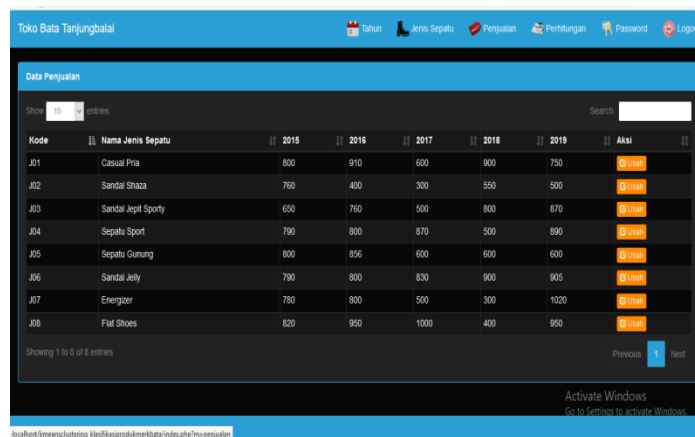 Toko Bata Tanjungbalai Tahun Jenis Sepatu Penjualan Perhitungan Password Logou
Data Penjualan
Show 10 entries Search:
Kode Nama Jenis Sepatu 2015 2016 2017 2018 2019 Aksi
J01 Casual Pria 800 910 600 900 750 Ubah
J02 Sandal Shaza 760 400 300 550 500 Ubah
J03 Sandal Jepit Sporty 650 760 500 800 870 Ubah
J04 Sepatu Sport 790 800 870 500 890 Ubah
J05 Sepatu Gunung 800 856 600 600 600 Ubah
J06 Sandal Jelly 790 800 830 900 905 Ubah
J07 Energizer 780 800 500 300 1020 Ubah
J08 Flat Shoes 820 950 1000 400 950 Ubah
Showing 1 to 8 of 8 entries Previous 1 Next
Activate Windows
Go to Settings to activate Windows.
localhost/kmeansclustering_klasifikasiprodukmerkbata/index.php?m=penjualan